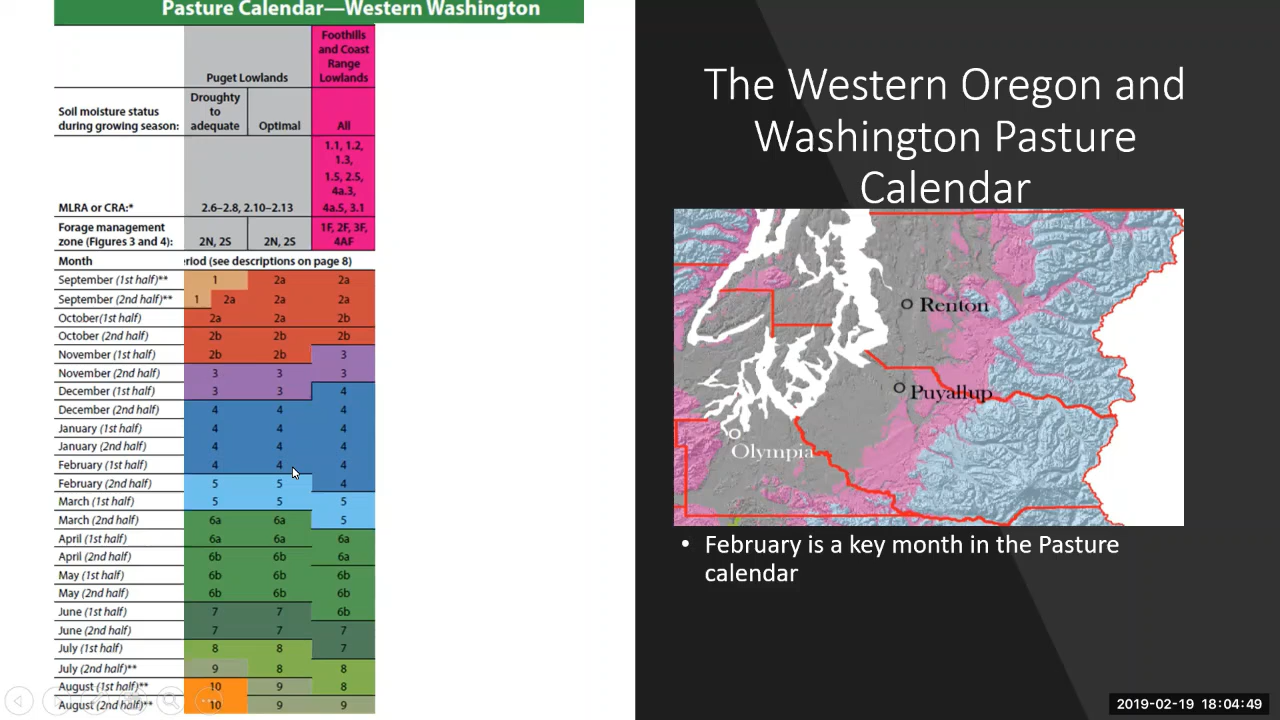 Pasture Calendar—Western Washington
Foothills
and Coast
Range
Lowlands
Puget Lowlands
Soil moisture status
during growing season:
Droughty
to
adequate
Optimal
All
MLRA or CRA:*
2.6–2.8, 2.10–2.13
1.1, 1.2,
1.3,
1.5, 2.5,
4a.3,
4a.5, 3.1
Forage management
zone (Figures 3 and 4):
2N, 2S
2N, 2S
1F, 2F, 3F,
4AF
Month
riod (see descriptions on page 8)
September (1st half)** 1 2a 2a
September (2nd half)** 1 2a 2a 2a
October(1st half) 2a 2a 2b
October (2nd half) 2b 2b 2b
November (1st half) 2b 2b 3
November (2nd half) 3 3 3
December (1st half) 3 3 4
December (2nd half) 4 4 4
January (1st half) 4 4 4
January (2nd half) 4 4 4
February (1st half) 4 4 4
February (2nd half) 5 5 4
March (1st half) 5 5 5
March (2nd half) 6a 6a 5
April (1st half) 6a 6a 6a
April (2nd half) 6b 6b 6a
May (1st half) 6b 6b 6b
May (2nd half) 6b 6b 6b
June (1st half) 7 7 6b
June (2nd half) 7 7 7
July (1st half) 8 8 7
July (2nd half)** 9 8 8
August (1st half)** 10 9 8
August (2nd half)** 10 9 9
The Western Oregon and
Washington Pasture
Calendar
Renton
Puyallup
Olympia
• February is a key month in the Pasture
calendar
2019-02-19 18:04:49